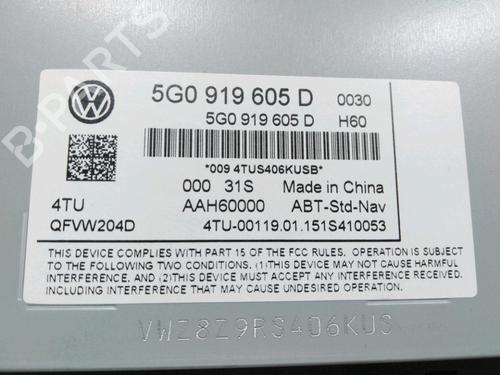 5G0 919 605 D 0030
5G0 919 605 D H60
*009 4TUS406KUSB*
000 31S Made in China
4TU AAH60000 ABT-Std-Nav
QFVW204D 4TU-00119.01.151S410053
THIS DEVICE COMPLIES WITH PART 15 OF THE FCC RULES. OPERATION IS SUBJECT
TO THE FOLLOWING TWO CONDITIONS. (1) THIS DEVICE MAY NOT CAUSE HARMFUL
INTERFERENCE, AND (2) THIS DEVICE MUST ACCEPT ANY INTERFERENCE RECEIVED,
INCLUDING INTERFERENCE THAT MAY CAUSE UNDESIRED OPERATION.
VWZ8Z9RS406KUS
B-PARTS